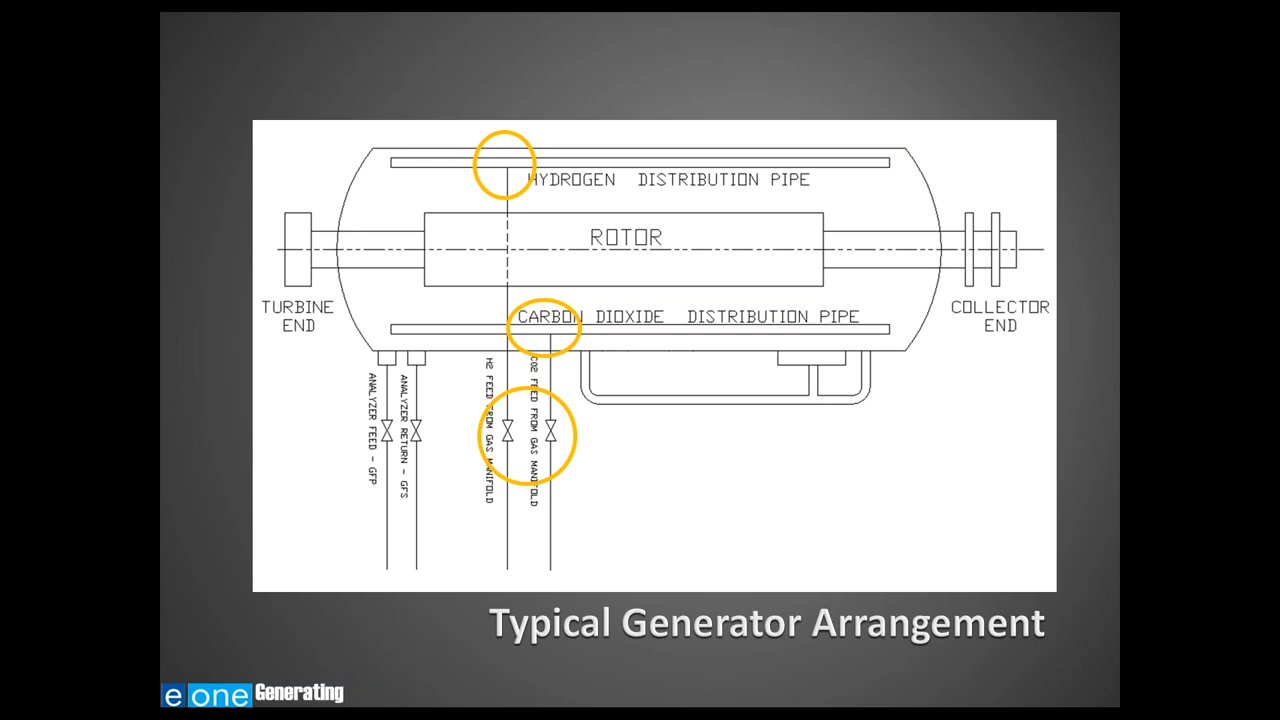 HYDROGEN DISTRIBUTION PIPE
ROTOR
TURBINE
END
CARBON DIOXIDE DISTRIBUTION PIPE
COLLECTOR
END
ANALYZER FEED - GFP
ANALYZER RETURN - GFS
H2 FEED FROM GAS MANIFOLD
CO2 FEED FROM GAS MANIFOLD
Typical Generator Arrangement
e one Generating